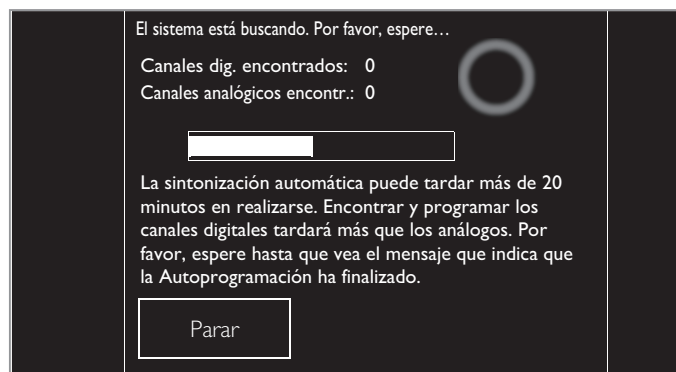 El sistema está buscando. Por favor, espere…
Canales dig. encontrados: 0
Canales analógicos encontr.: 0
La sintonización automática puede tardar más de 20
minutos en realizarse. Encontrar y programar los
canales digitales tardará más que los análogos. Por
favor, espere hasta que vea el mensaje que indica que
la Autoprogramación ha finalizado.
Parar